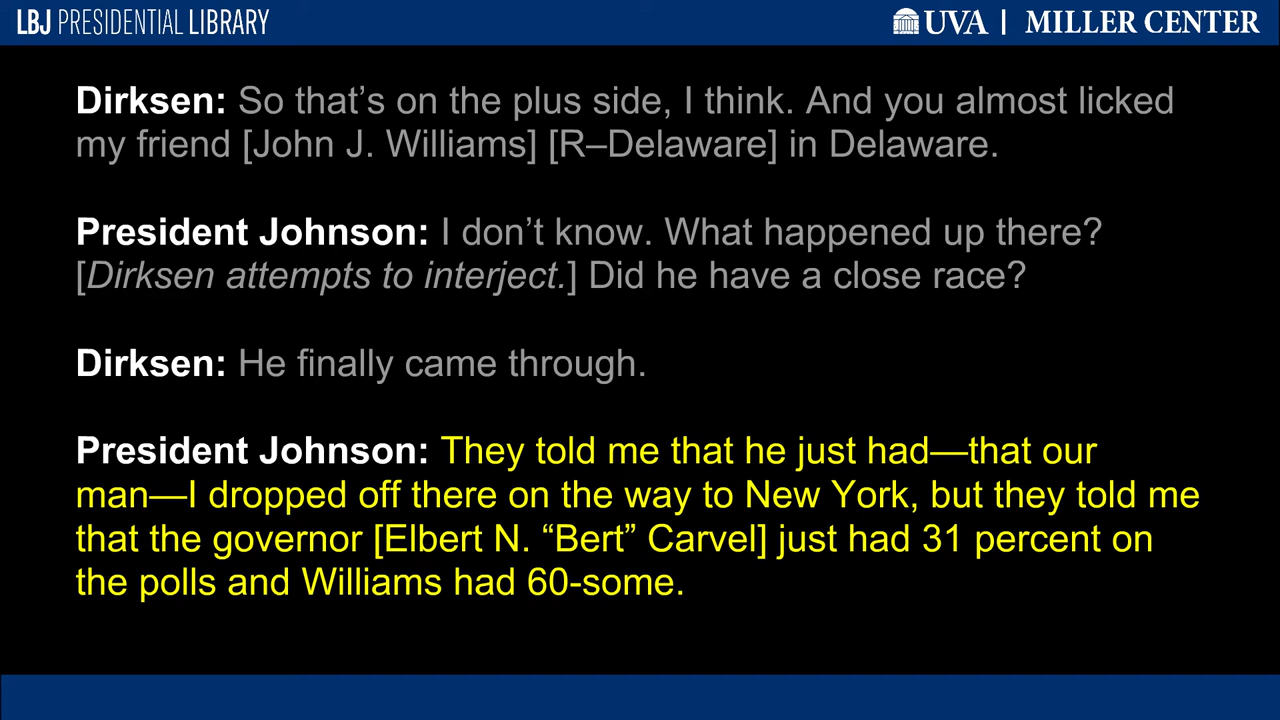 LBJ PRESIDENTIAL LIBRARY
UVA | MILLER CENTER
Dirksen: So that’s on the plus side, I think. And you almost licked
my friend [John J. Williams] [R–Delaware] in Delaware.
President Johnson: I don’t know. What happened up there?
[Dirksen attempts to interject.] Did he have a close race?
Dirksen: He finally came through.
President Johnson: They told me that he just had—that our
man—I dropped off there on the way to New York, but they told me
that the governor [Elbert N. “Bert” Carvel] just had 31 percent on
the polls and Williams had 60-some.